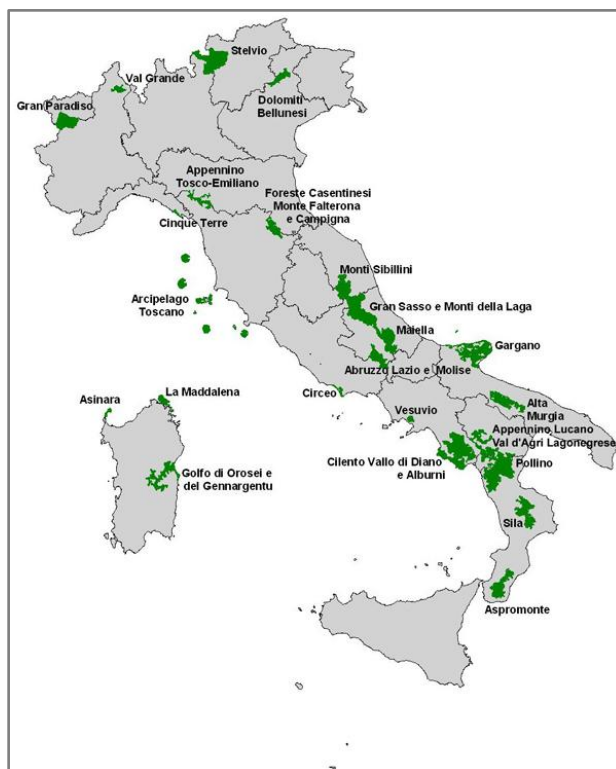 Stelvio
Val Grande
Gran Paradiso
Dolomiti
Bellunesi
Appennino
Tosco-Emiliano
Foreste Casentinesi
Monte Falterona
e Campigna
Cinque Terre
Monti Sibillini
Gran Sasso e Monti della Laga
Arcipelago
Toscano
Maiella
Gargano
Abruzzo Lazio e Molise
Circeo
La Maddalena
Asinara
Alta
Murgia
Vesuvio
Appennino Lucano
Val d'Agri Lagonegrese
Cilento Vallo di Diano
e Alburni
Pollino
Golfo di Orosei e
del Gennargentu
Sila
Aspromonte